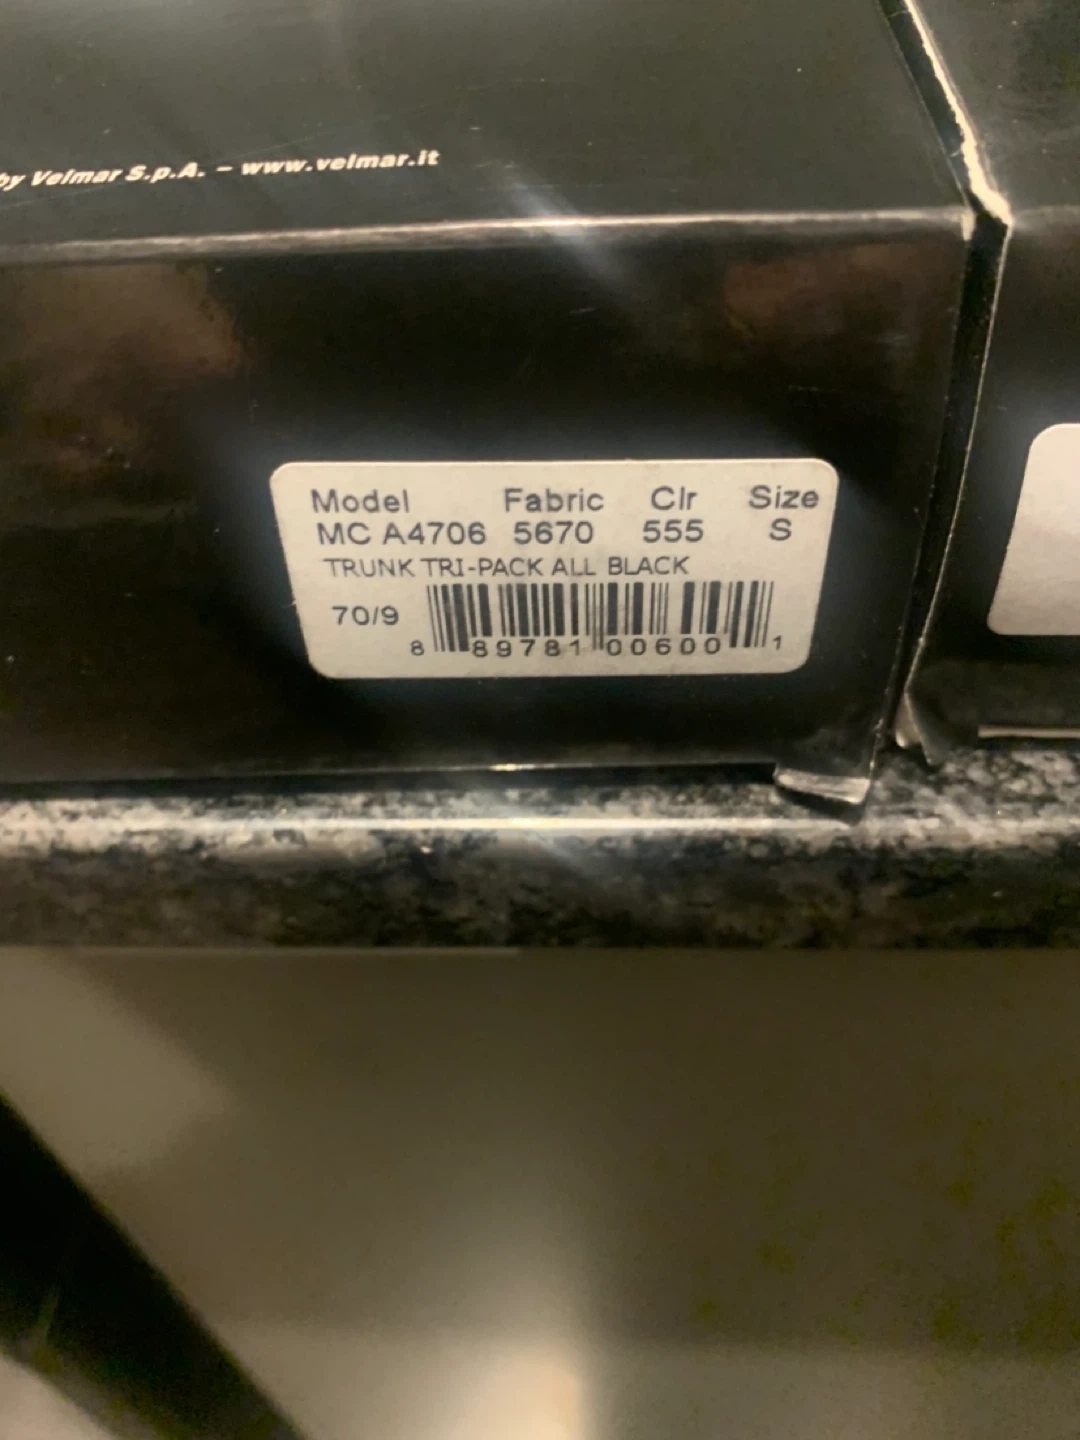 by Velmar S.p.A. – www.velmar.it
Model Fabric Clr Size
MC A4706 5670 555 S
TRUNK TRI-PACK ALL BLACK
70/9
8 89781 00600 1